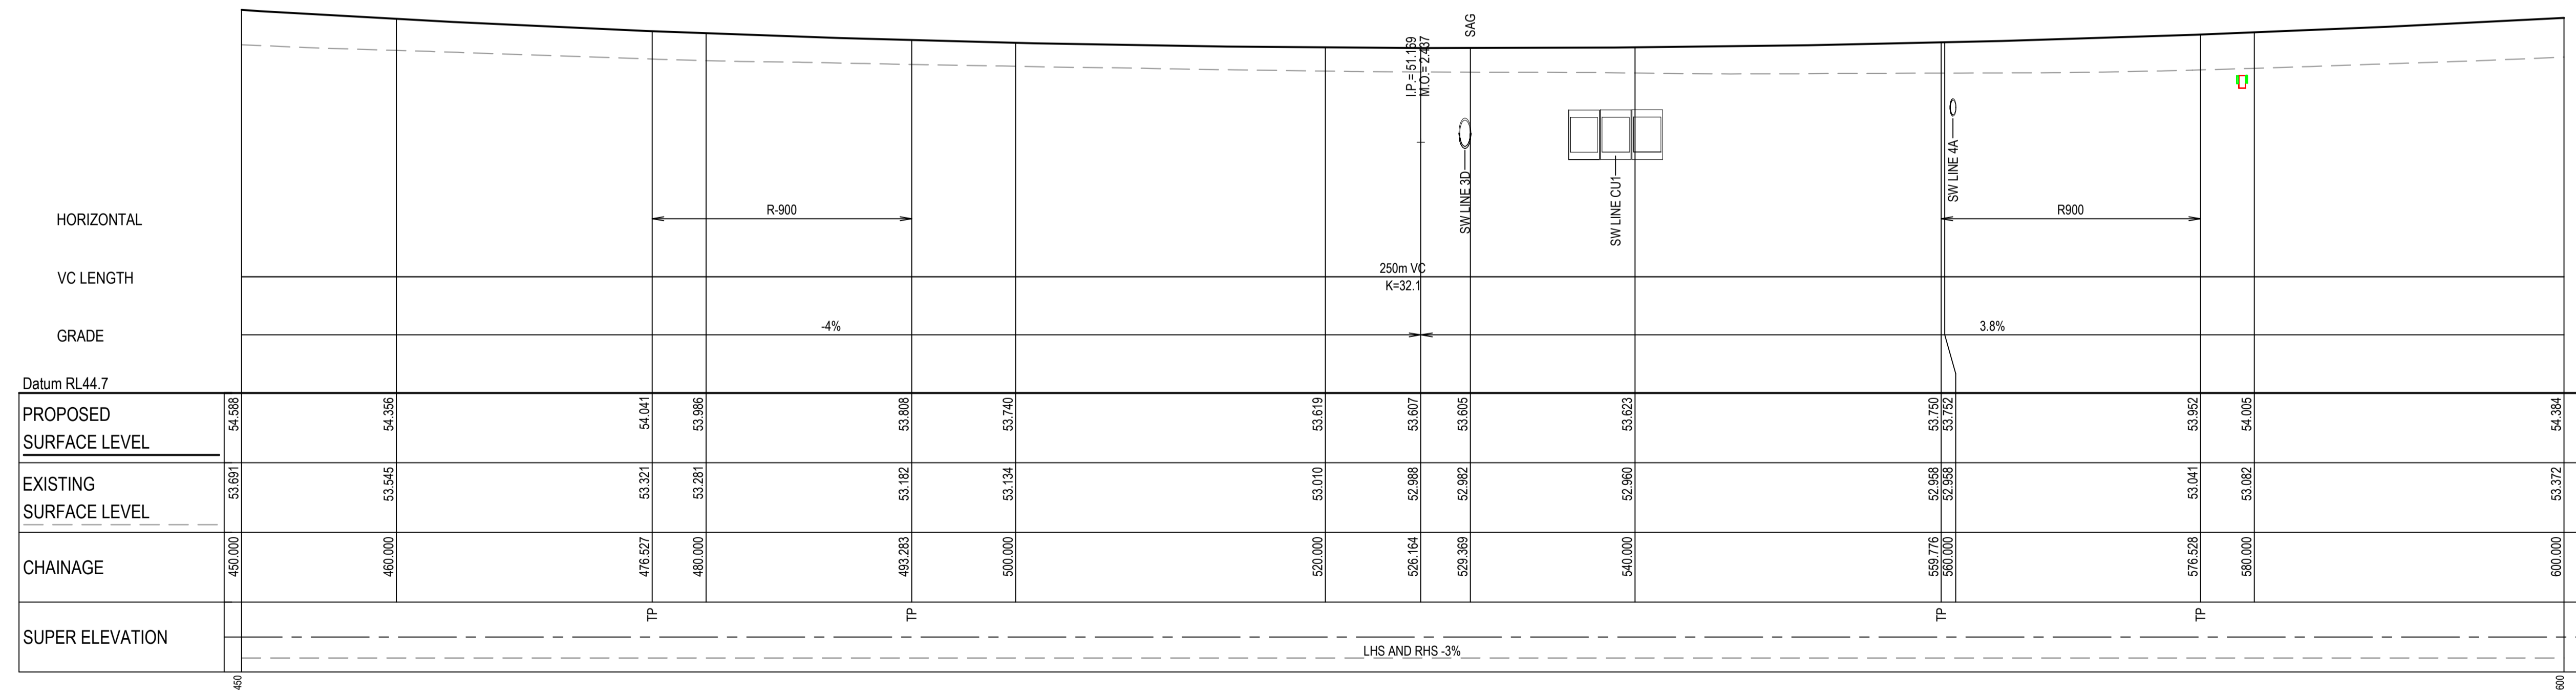 SAG
I.P = 51.169
M.O. = 2.437
SW LINE 3D
SW LINE CU1
SW LINE 4A
HORIZONTAL
R-900
R900
VC LENGTH
250m VC
K=32.1
GRADE
-4%
3.8%
Datum RL44.7
PROPOSED
SURFACE LEVEL
54.588 54.356 54.041 53.986 53.808 53.740 53.619 53.607 53.605 53.623 53.750 53.752 53.952 54.005 54.384
EXISTING
SURFACE LEVEL
53.691 53.545 53.321 53.281 53.182 53.134 53.010 52.988 52.982 52.960 52.958 52.958 53.041 53.082 53.372
CHAINAGE
450.000 460.000 476.527 480.000 493.283 500.000 520.000 526.164 529.369 540.000 559.776 560.000 576.528 580.000 600.000
TP TP TP TP
SUPER ELEVATION
LHS AND RHS -3%
450 600